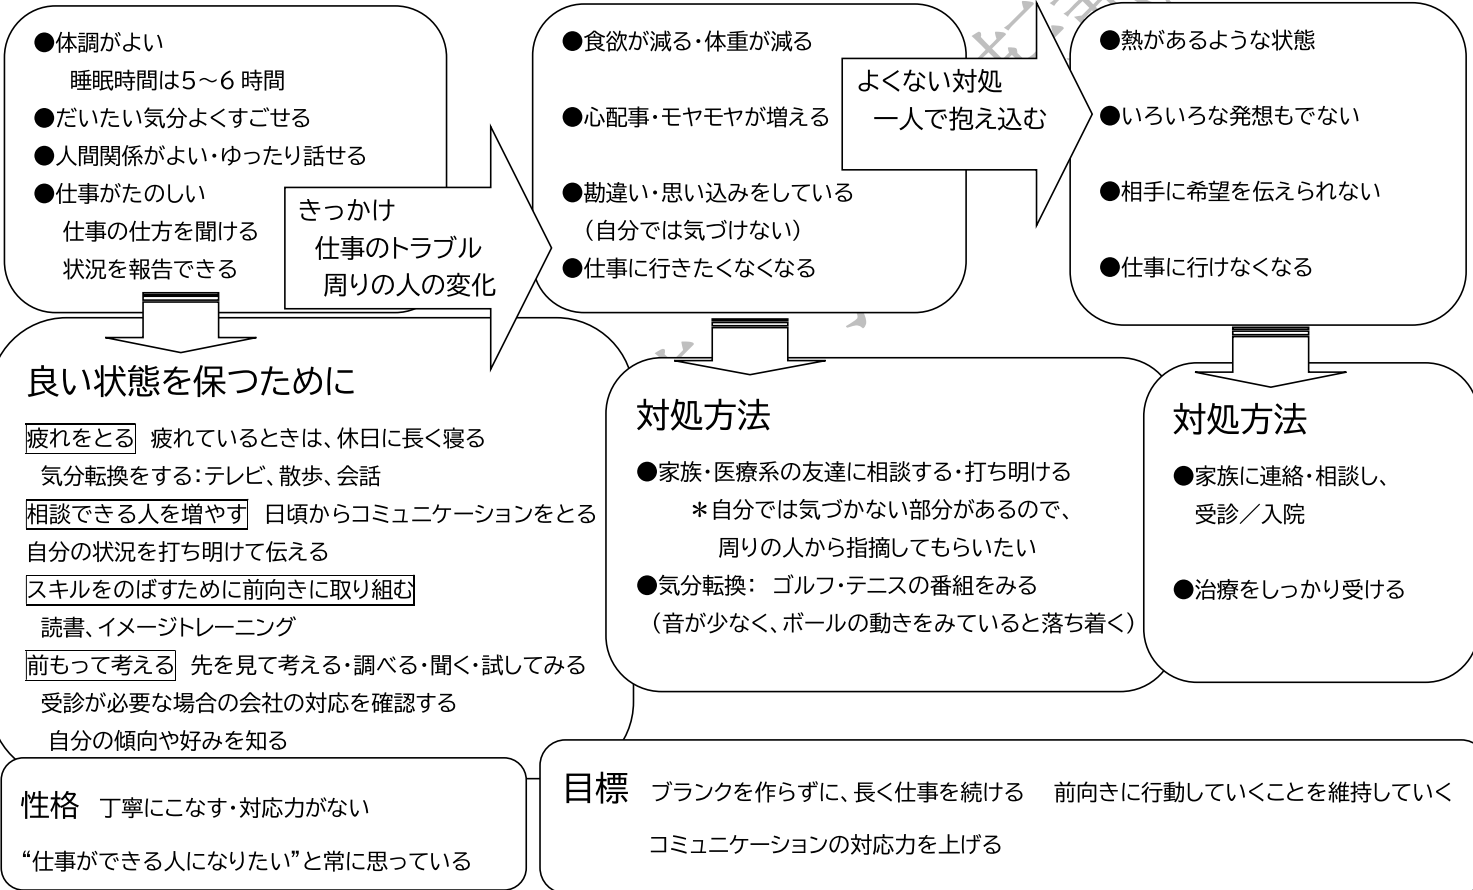 ●体調がよい
睡眠時間は５～６時間
●だいたい気分よくすごせる
●人間関係がよい・ゆったり話せる
●仕事がたのしい
仕事の仕方を聞ける
状況を報告できる
きっかけ
仕事のトラブル
周りの人の変化
●食欲が減る・体重が減る
●心配事・モヤモヤが増える
●勘違い・思い込みをしている
（自分では気づけない）
●仕事に行きたくなくなる
よくない対処
一人で抱え込む
●熱があるような状態
●いろいろな発想もでない
●相手に希望を伝えられない
●仕事に行けなくなる
良い状態を保つために
疲れをとる 疲れているときは、休日に長く寝る
気分転換をする：テレビ、散歩、会話
相談できる人を増やす 日頃からコミュニケーションをとる
自分の状況を打ち明けて伝える
スキルをのばすために前向きに取り組む
読書、イメージトレーニング
前もって考える 先を見て考える・調べる・聞く・試してみる
受診が必要な場合の会社の対応を確認する
自分の傾向や好みを知る
対処方法
●家族・医療系の友達に相談する・打ち明ける
＊自分では気づかない部分があるので、
周りの人から指摘してもらいたい
●気分転換： ゴルフ・テニスの番組をみる
（音が少なく、ボールの動きをみていると落ち着く）
対処方法
●家族に連絡・相談し、
受診／入院
●治療をしっかり受ける
性格 丁寧にこなす・対応力がない
“仕事ができる人になりたい”と常に思っている
目標 ブランクを作らずに、長く仕事を続ける 前向きに行動していくことを維持していく
コミュニケーションの対応力を上げる